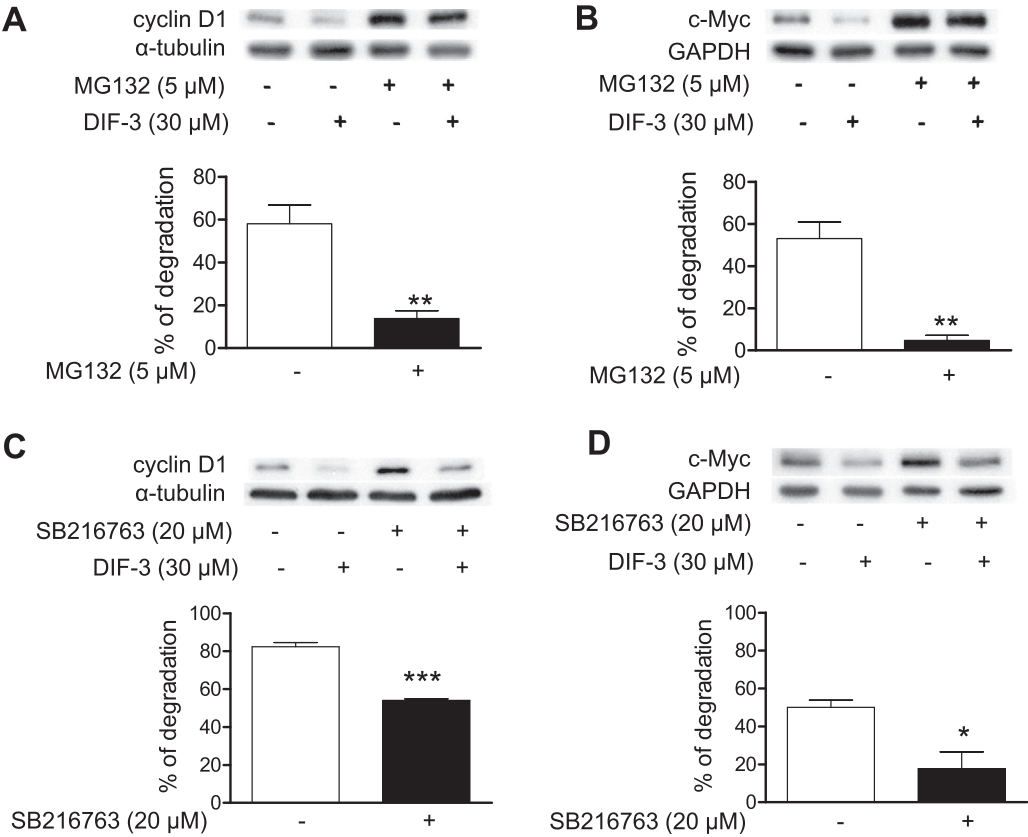 A
cyclin D1
α-tubulin
MG132 (5 μM) - - + +
DIF-3 (30 μM) - + - +
% of degradation
80
60
40
20
0
**
MG132 (5 μM) - +
B
c-Myc
GAPDH
MG132 (5 μM) - - + +
DIF-3 (30 μM) - + - +
% of degradation
80
60
40
20
0
**
MG132 (5 μM) - +
C
cyclin D1
α-tubulin
SB216763 (20 μM) - - + +
DIF-3 (30 μM) - + - +
% of degradation
100
80
60
40
20
0
***
SB216763 (20 μM) - +
D
c-Myc
GAPDH
SB216763 (20 μM) - - + +
DIF-3 (30 μM) - + - +
% of degradation
100
80
60
40
20
0
*
SB216763 (20 μM) - +